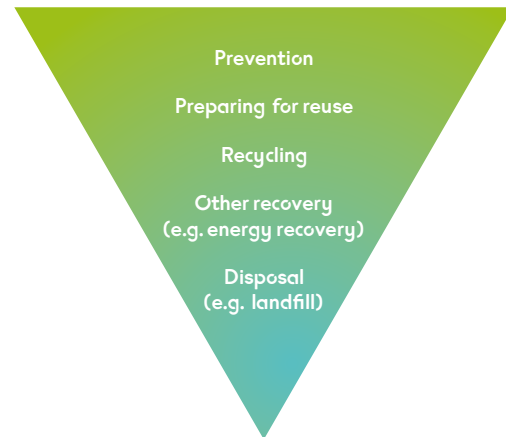 Prevention
Preparing for reuse
Recycling
Other recovery
(e.g. energy recovery)
Disposal
(e.g. landfill)